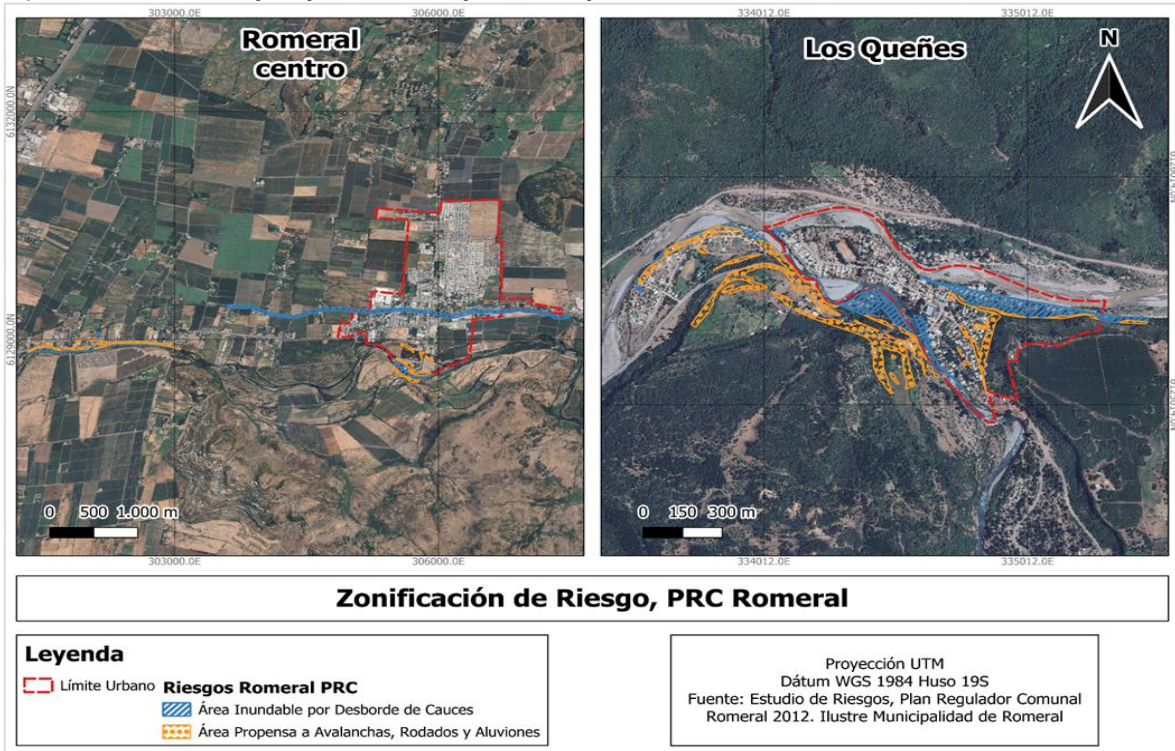 334012.0E
335012.0E
303000.0E
306000.0E
Romeral
centro
Los Queñes
N
6132000.0N
6129000.0N
0 500 1.000 m
0 150 300 m
303000.0E
306000.0E
334012.0E
335012.0E
Zonificación de Riesgo, PRC Romeral
Leyenda
Límite Urbano
Riesgos Romeral PRC
Área Inundable por Desborde de Cauces
Área Propensa a Avalanchas, Rodados y Aluviones
Proyección UTM
Dátum WGS 1984 Huso 19S
Fuente: Estudio de Riesgos, Plan Regulador Comunal
Romeral 2012. Ilustre Municipalidad de Romeral